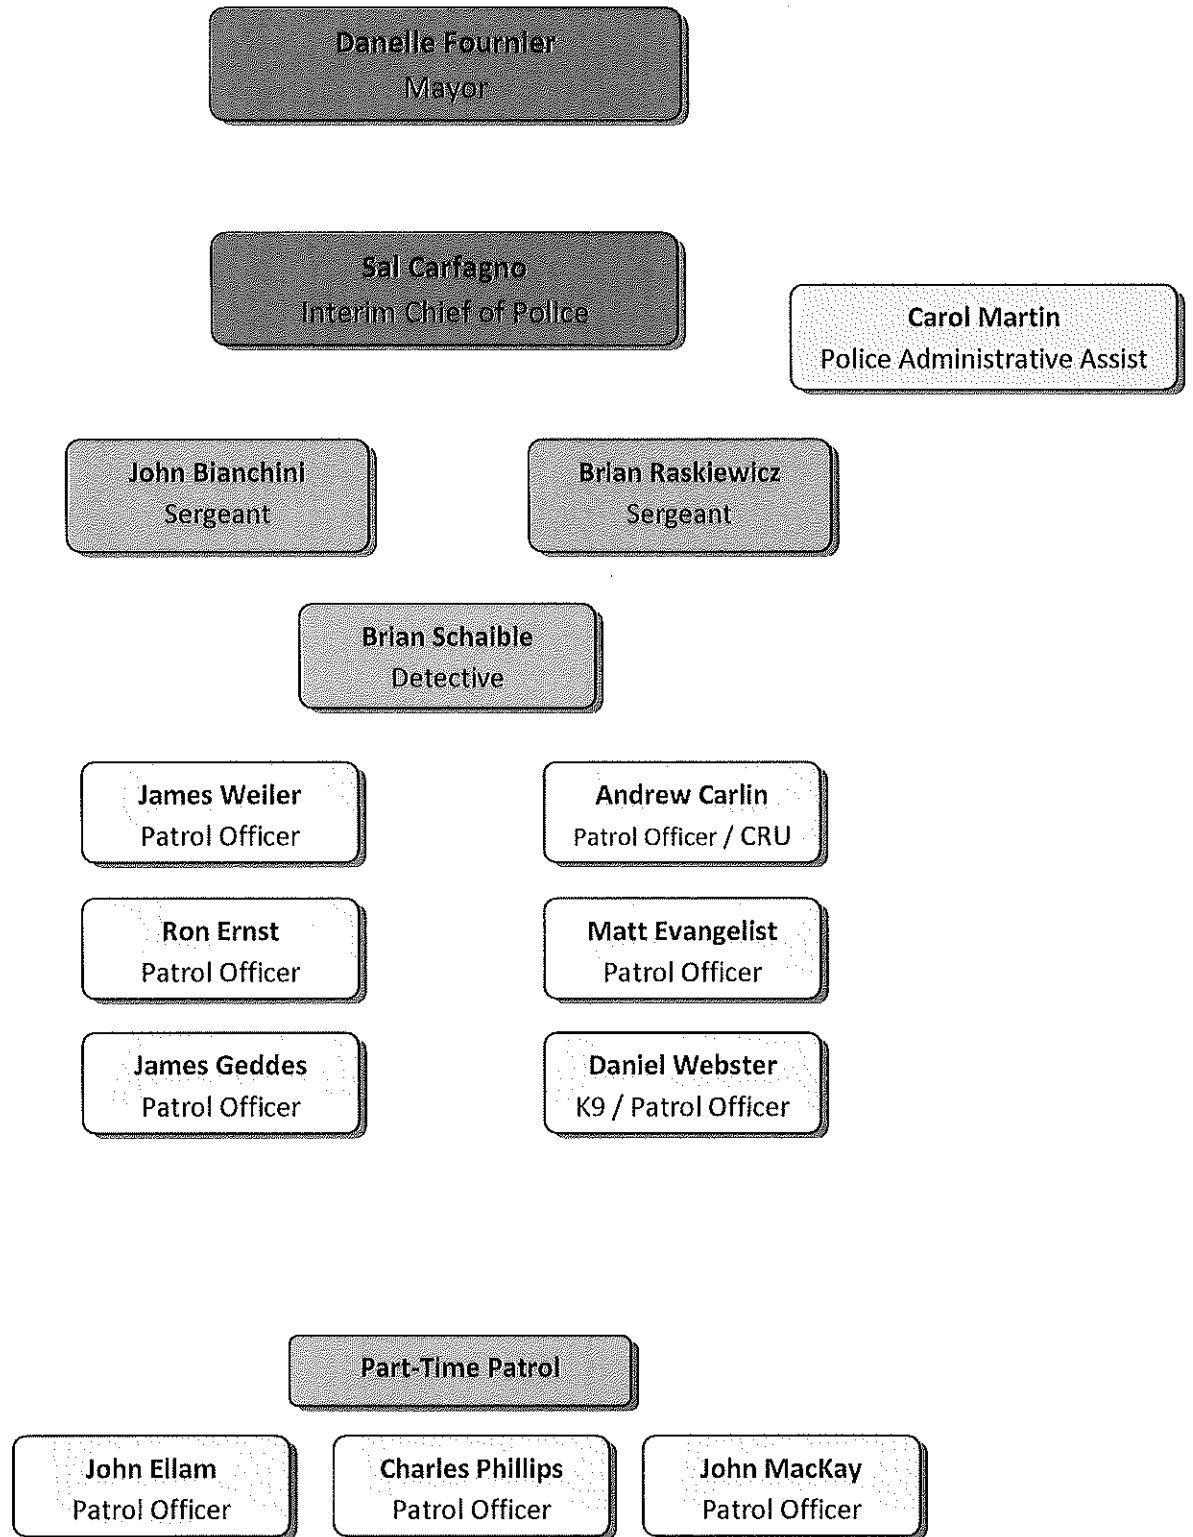 Danelle Fournier
Mayor
Sal Carfagno
Interim Chief of Police
Carol Martin
Police Administrative Assist
John Bianchini
Sergeant
Brian Raskiewicz
Sergeant
Brian Schaible
Detective
James Weiler
Patrol Officer
Andrew Carlin
Patrol Officer / CRU
Ron Ernst
Patrol Officer
Matt Evangelist
Patrol Officer
James Geddes
Patrol Officer
Daniel Webster
K9 / Patrol Officer
Part-Time Patrol
John Ellam
Patrol Officer
Charles Phillips
Patrol Officer
John MacKay
Patrol Officer